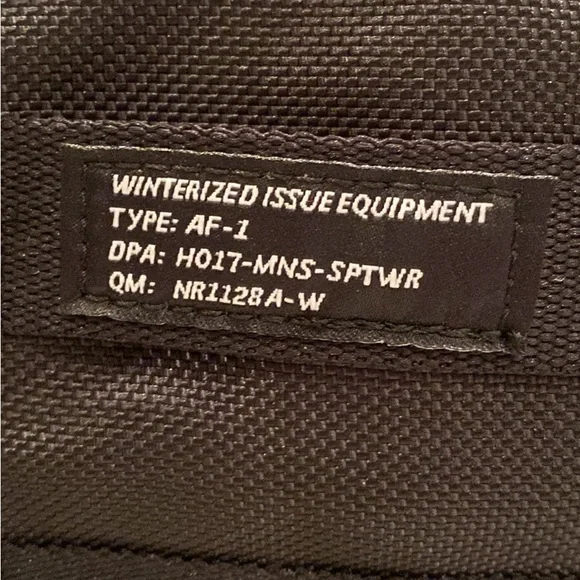 WINTERIZED ISSUE EQUIPMENT
TYPE: AF-1
DPA: HO17-MNS-SPTWR
QM: NR1128A-W